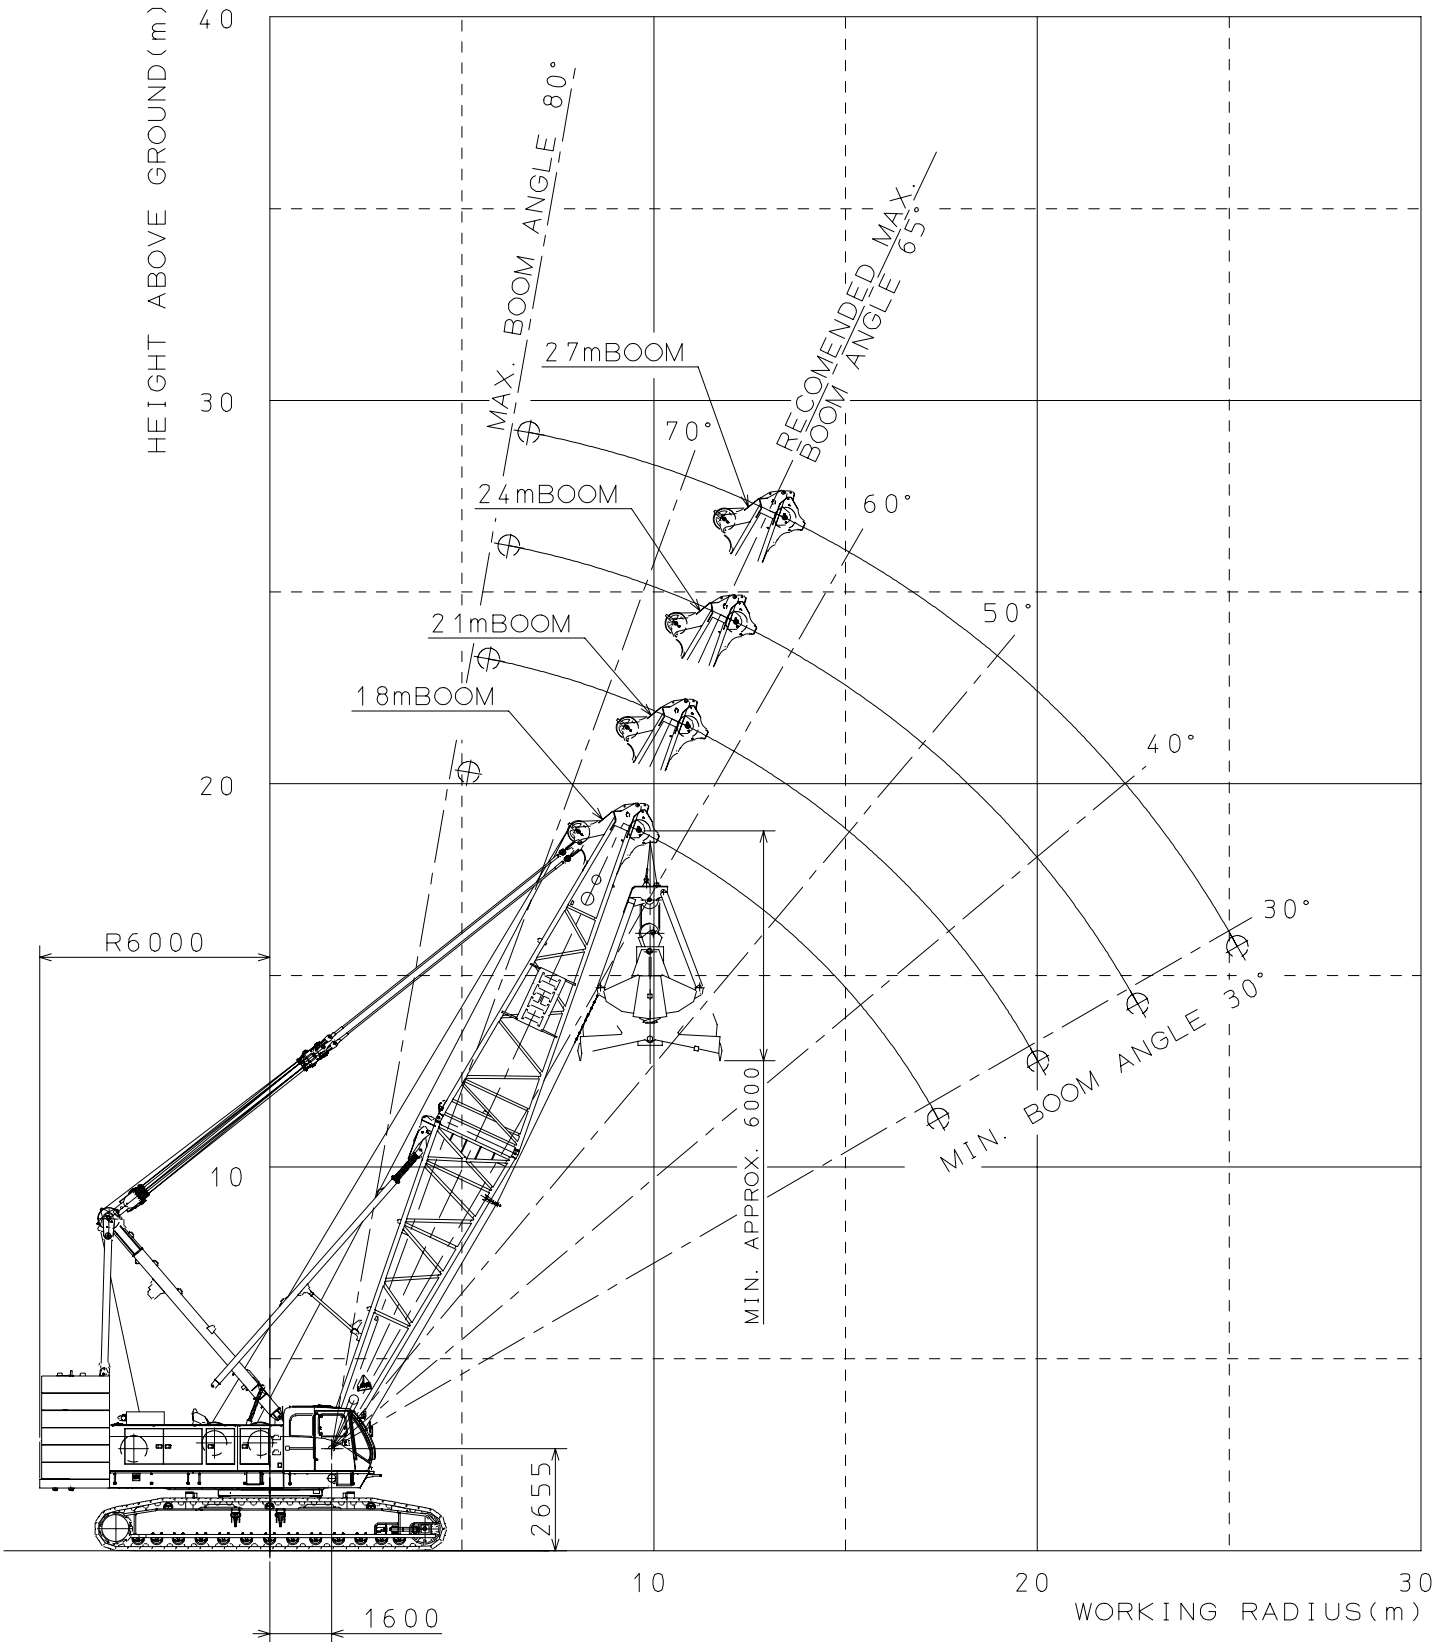 40
HEIGHT ABOVE GROUND(m)
MAX. BOOM ANGLE 80°
RECOMENDED MAX.
BOOM ANGLE 65°
27mBOOM
30
70°
24mBOOM
60°
21mBOOM
50°
18mBOOM
40°
20
30°
R6000
MIN. BOOM ANGLE 30°
MIN. APPROX. 6000
10
2655
10
20
30
1600
WORKING RADIUS(m)